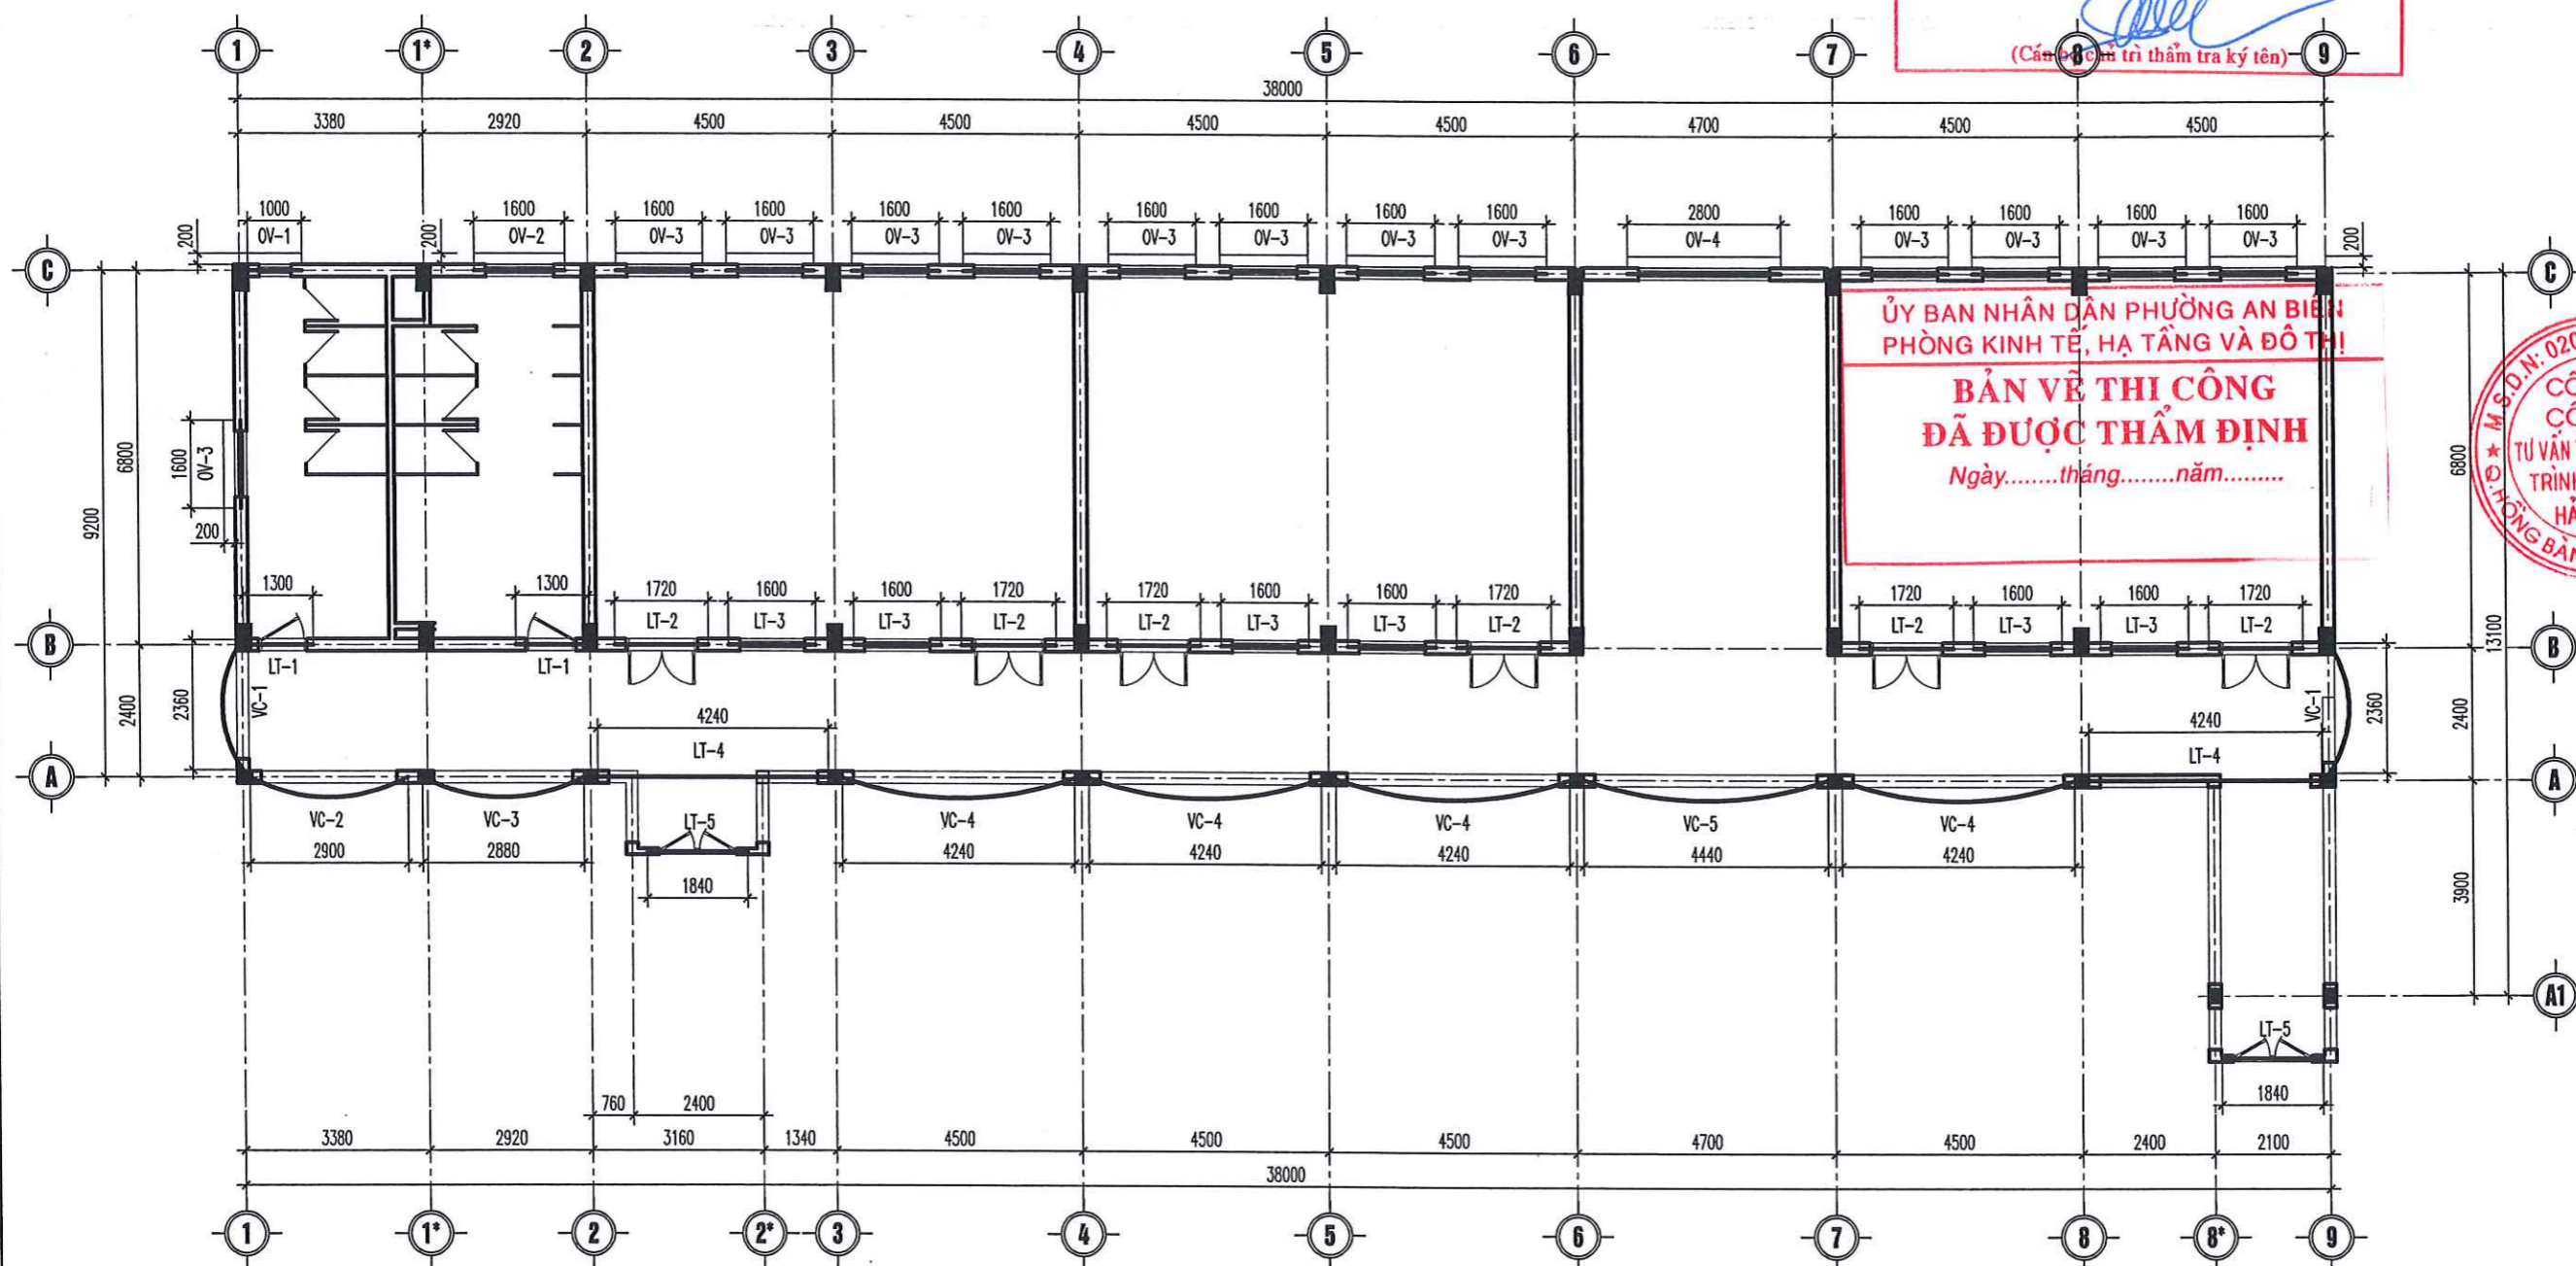 1 1* 2 3 4 5 6 7 8 9
(Cán bộ chủ trì thẩm tra ký tên)
38000
3380 2920 4500 4500 4500 4500 4700 4500 4500
1000 1600 1600 1600 1600 1600 1600 1600 1600 1600 2800 1600 1600 1600 1600
200 OV-1 200 OV-2 OV-3 OV-3 OV-3 OV-3 OV-3 OV-3 OV-3 OV-3 OV-4 OV-3 OV-3 OV-3 OV-3 200
C C
ỦY BAN NHÂN DÂN PHƯỜNG AN BIÊN
PHÒNG KINH TẾ, HẠ TẦNG VÀ ĐÔ THỊ
BẢN VẼ THI CÔNG
ĐÃ ĐƯỢC THẨM ĐỊNH
Ngày........tháng........năm.........
★ M.S.D.N: 020
TƯ VẤN
Q.HỒNG BÀN
9200 6800 1600 OV-3 6800 13100
200
1300 1300 1720 1600 1600 1720 1720 1600 1600 1720 1720 1600 1600 1720
LT-2 LT-3 LT-3 LT-2 LT-2 LT-3 LT-3 LT-2 LT-2 LT-3 LT-3 LT-2
B B
LT-1 LT-1
2400 2360 VC-1 4240 4240 VC-1 2360 2400
LT-4 LT-4
A A
VC-2 VC-3 LT-5 VC-4 VC-4 VC-4 VC-5 VC-4
2900 2880 4240 4240 4240 4440 4240
1840 3900
A1
LT-5
760 2400 1840
3380 2920 3160 1340 4500 4500 4500 4700 4500 2400 2100
38000
1 1* 2 2* 3 4 5 6 7 8 8* 9